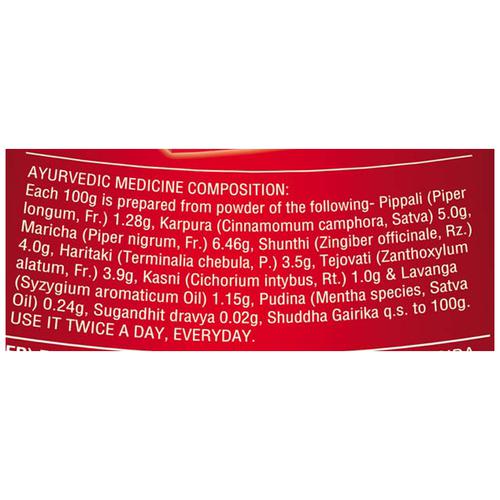 AYURVEDIC MEDICINE COMPOSITION:
Each 100g is prepared from powder of the following- Pippali (Piper
longum, Fr.) 1.28g, Karpura (Cinnamomum camphora, Satva) 5.0g,
Maricha (Piper nigrum, Fr.) 6.46g, Shunthi (Zingiber officinale, Rz.)
4.0g, Haritaki (Terminalia chebula, P.) 3.5g, Tejovati (Zanthoxylum
alatum, Fr.) 3.9g, Kasni (Cichorium intybus, Rt.) 1.0g & Lavanga
(Syzygium aromaticum Oil) 1.15g, Pudina (Mentha species, Satva
Oil) 0.24g, Sugandhit dravya 0.02g, Shuddha Gairika q.s. to 100g.
USE IT TWICE A DAY, EVERYDAY.